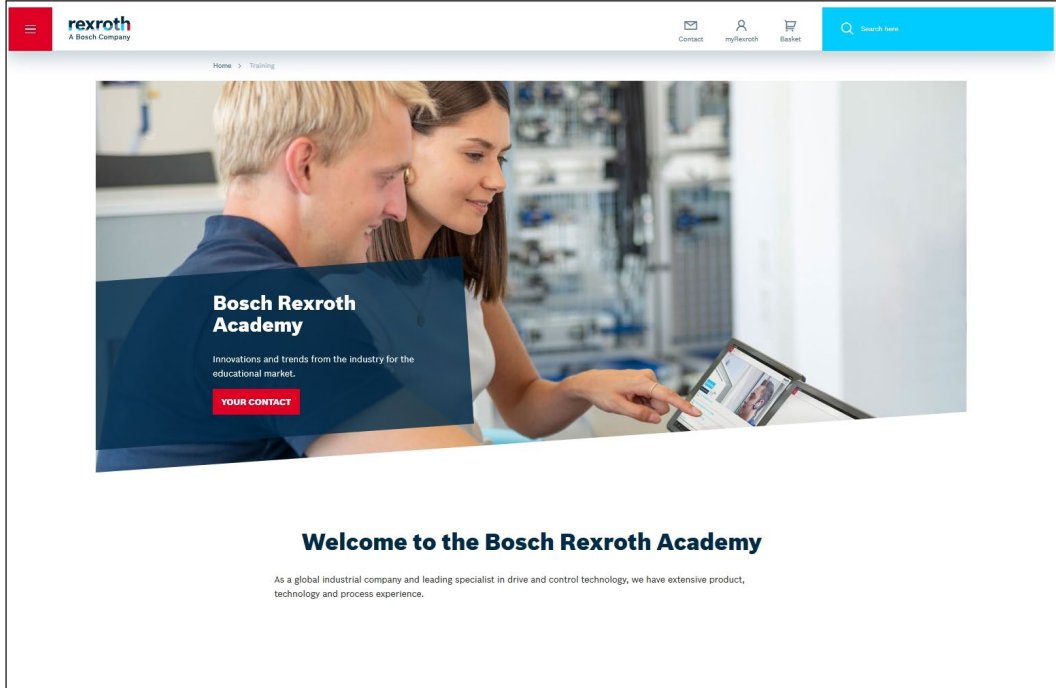 rexroth
A Bosch Company
Contact
myRexroth
Basket
Search here
Home > Training
Bosch Rexroth
Academy
Innovations and trends from the industry for the
educational market.
YOUR CONTACT
Welcome to the Bosch Rexroth Academy
As a global industrial company and leading specialist in drive and control technology, we have extensive product,
technology and process experience.